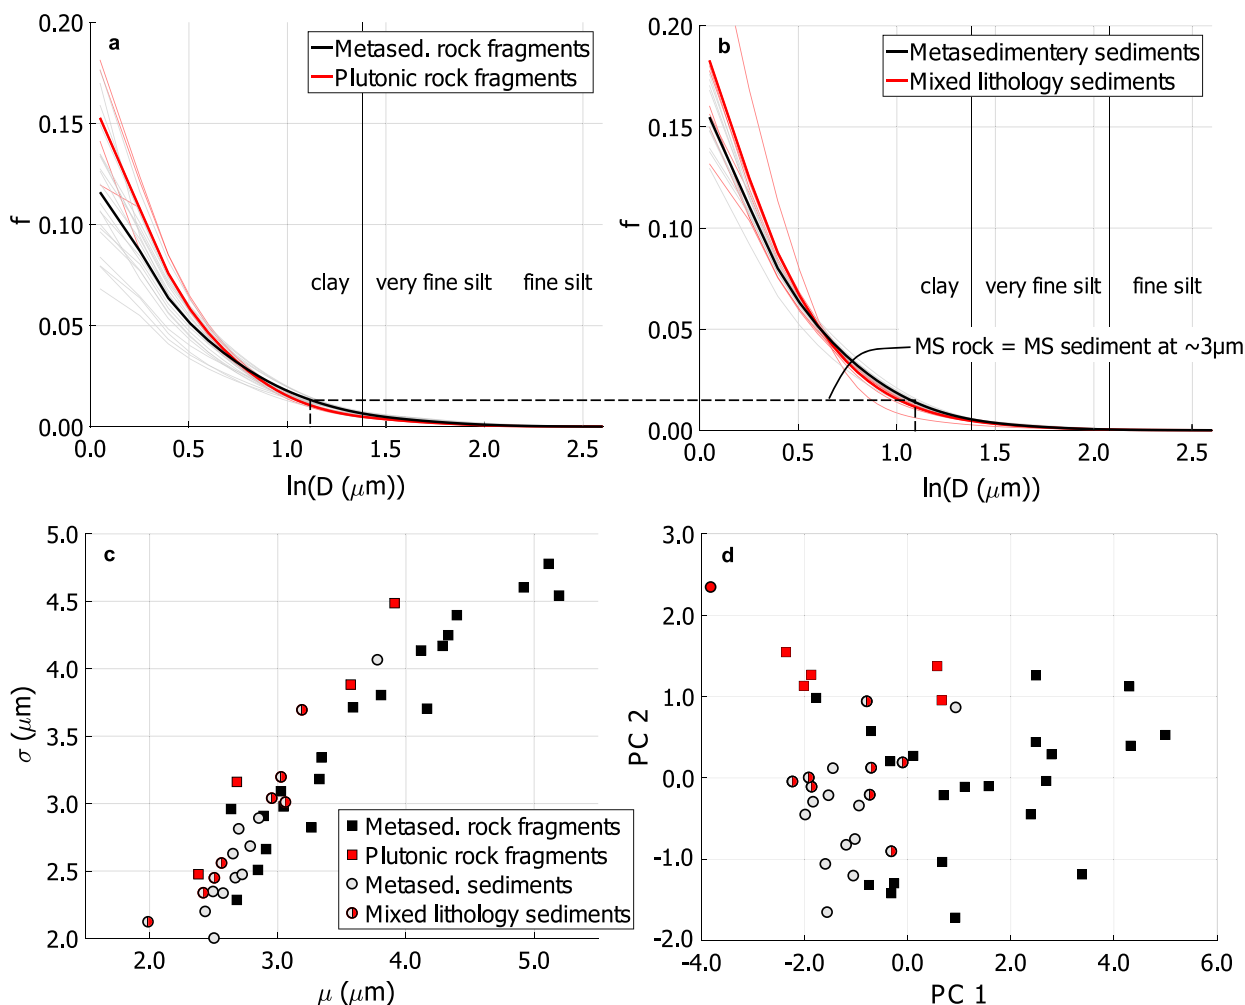 a
Metased. rock fragments
Plutonic rock fragments
0.20
0.15
0.10
0.05
0.00
f
clay
very fine silt
fine silt
0.0
0.5
1.0
1.5
2.0
2.5
ln(D (μm))
b
Metasedimentery sediments
Mixed lithology sediments
0.20
0.15
0.10
0.05
0.00
f
clay
very fine silt
fine silt
MS rock = MS sediment at ~3μm
0.0
0.5
1.0
1.5
2.0
2.5
ln(D (μm))
c
5.0
4.5
4.0
3.5
3.0
2.5
2.0
σ (μm)
Metased. rock fragments
Plutonic rock fragments
Metased. sediments
Mixed lithology sediments
2.0
3.0
4.0
5.0
μ (μm)
d
3.0
2.0
1.0
0.0
-1.0
-2.0
PC 2
-4.0
-2.0
0.0
2.0
4.0
6.0
PC 1